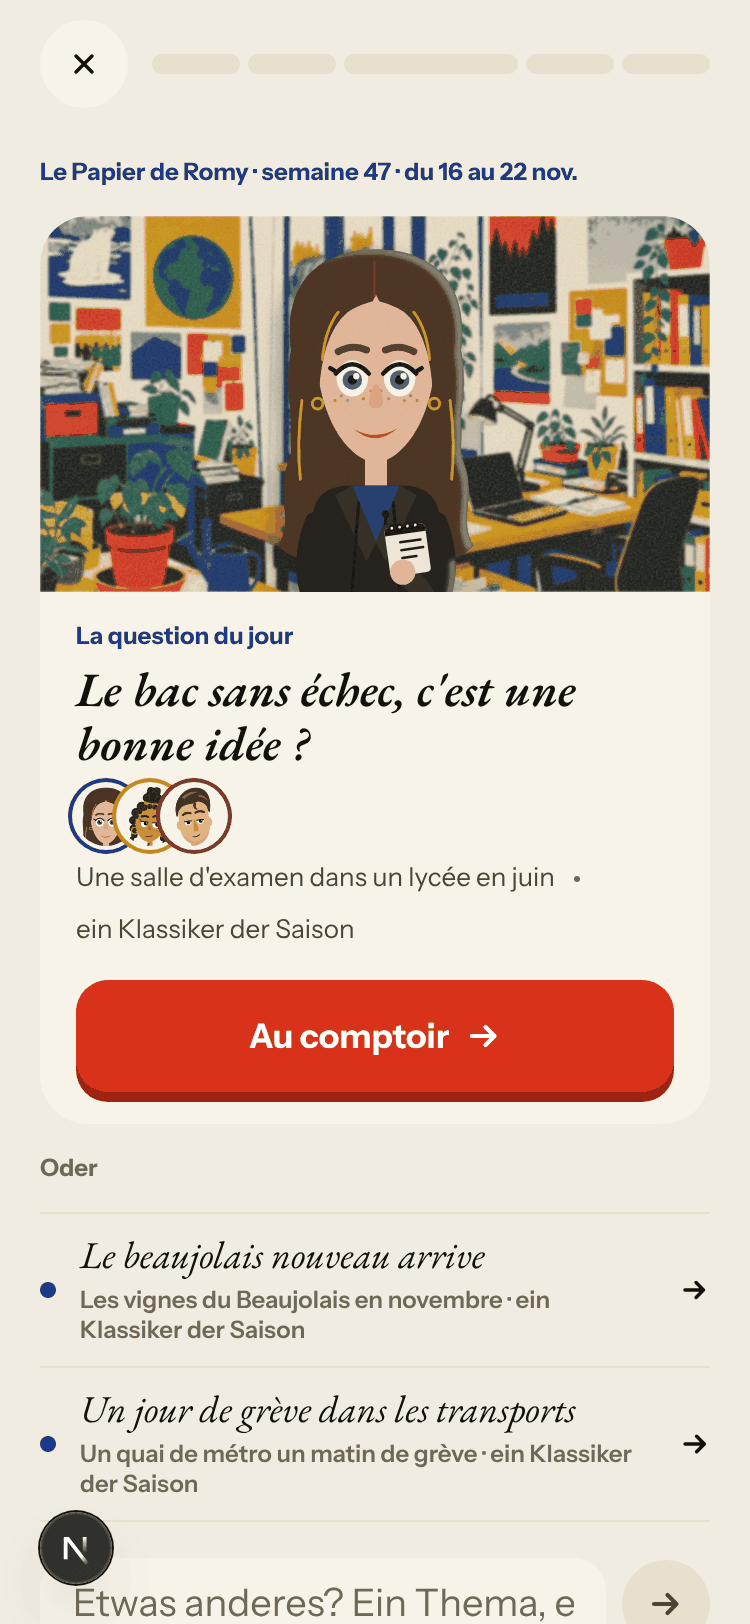 Le Papier de Romy · semaine 47 · du 16 au 22 nov.
La question du jour
Le bac sans échec, c'est une
bonne idée ?
Une salle d'examen dans un lycée en juin •
ein Klassiker der Saison
Au comptoir →
Oder
Le beaujolais nouveau arrive
Les vignes du Beaujolais en novembre · ein
Klassiker der Saison
Un jour de grève dans les transports
Un quai de métro un matin de grève · ein Klassiker
der Saison
N
Etwas anderes? Ein Thema, e